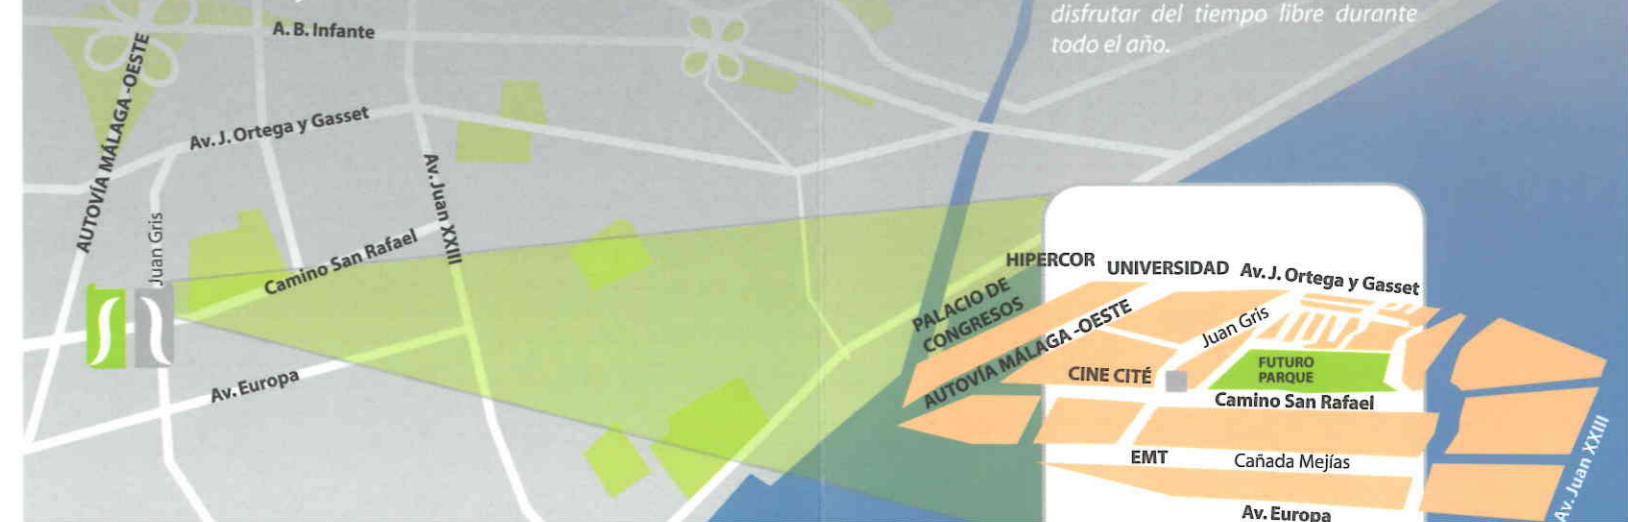 disfrutar del tiempo libre durante
todo el año.
A. B. Infante
AUTOVÍA MÁLAGA -OESTE
Av. J. Ortega y Gasset
Av. Juan XXIII
Juan Gris
Camino San Rafael
Av. Europa
HIPERCOR
UNIVERSIDAD
Av. J. Ortega y Gasset
PALACIO DE
CONGRESOS
AUTOVÍA MÁLAGA -OESTE
Juan Gris
CINE CITÉ
FUTURO
PARQUE
Camino San Rafael
EMT
Cañada Mejías
Av. Juan XXIII
Av. Europa